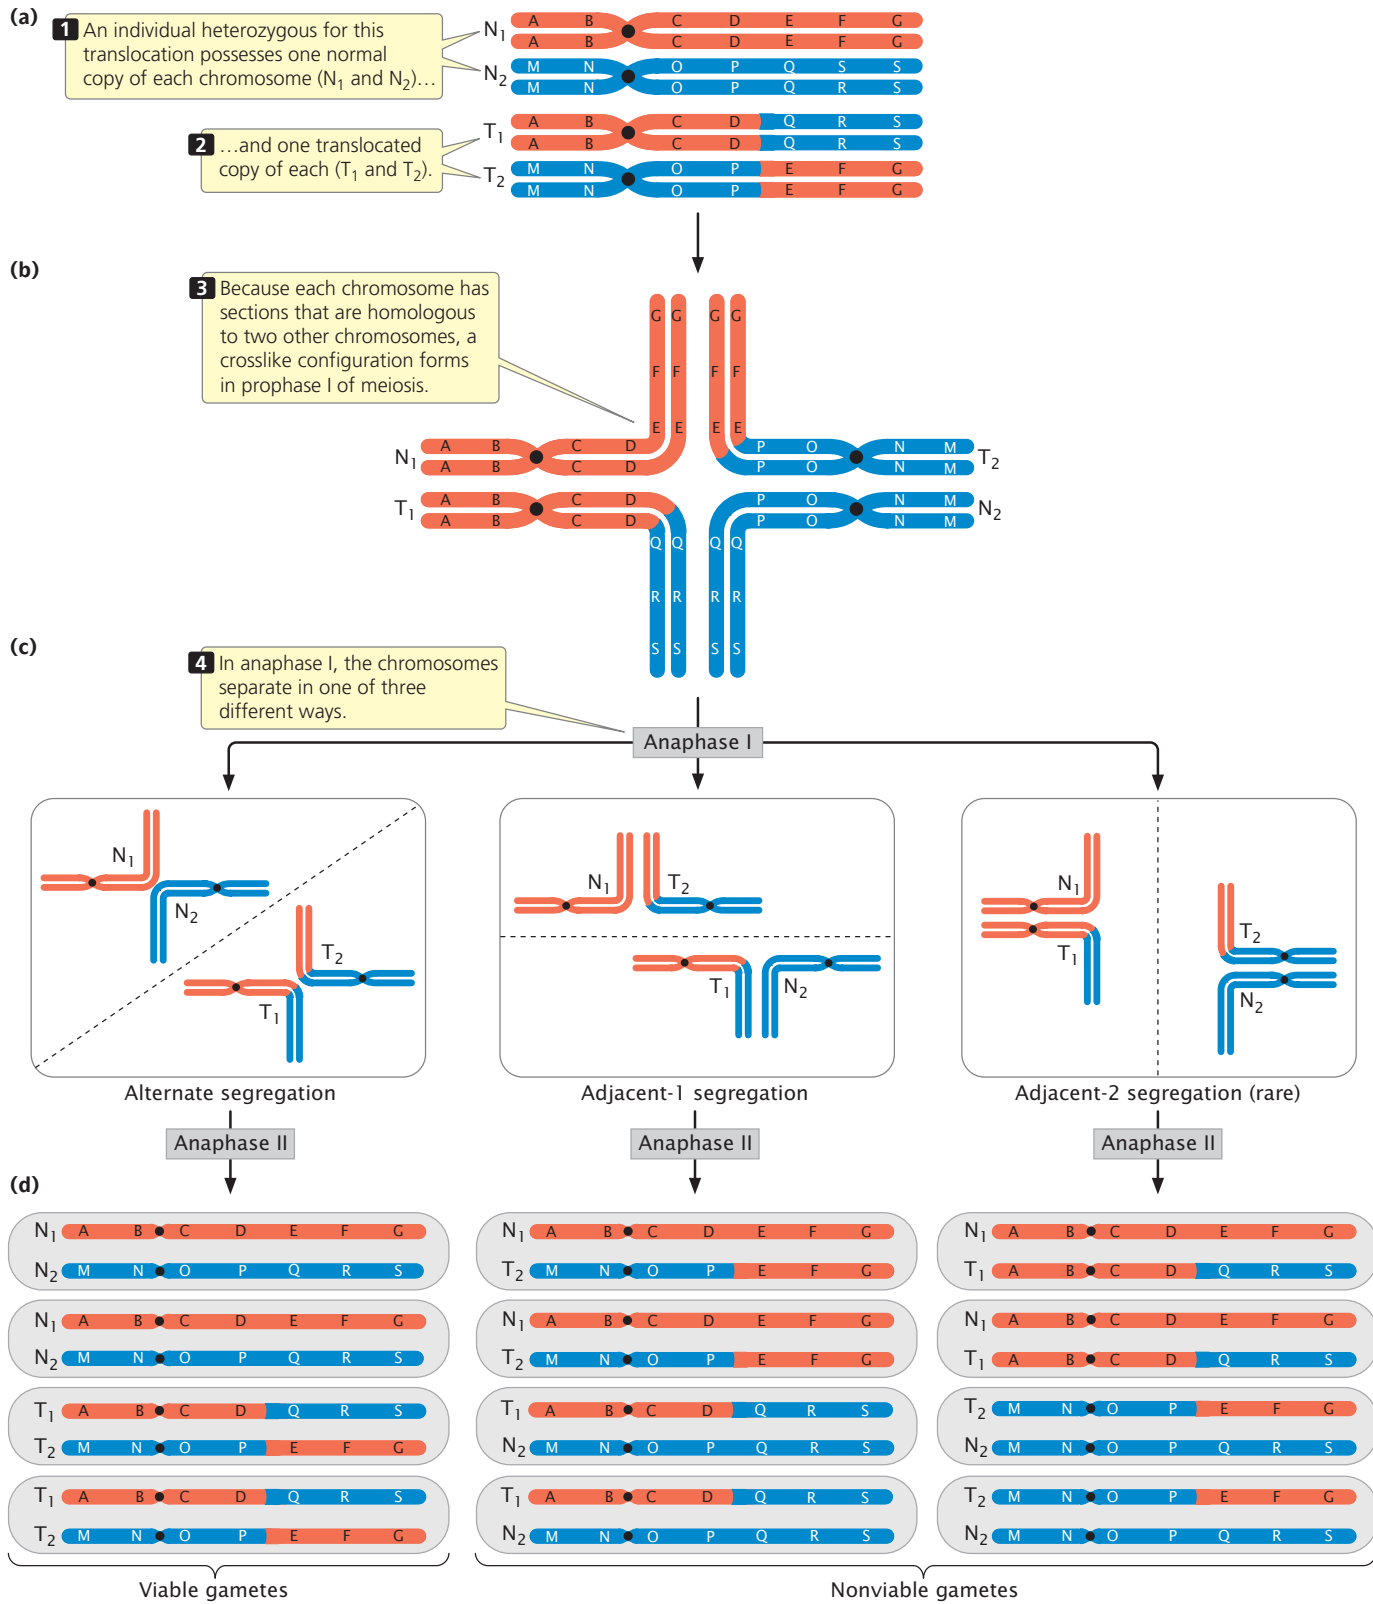 (a)
1 An individual heterozygous for this
translocation possesses one normal
copy of each chromosome (N1 and N2)…
N1
A B C D E F G
A B C D E F G
N2
M N O P Q S S
M N O P Q R S
2 …and one translocated
copy of each (T1 and T2).
T1
A B C D Q R S
A B C D Q R S
T2
M N O P E F G
M N O P E F G
(b)
3 Because each chromosome has
sections that are homologous
to two other chromosomes, a
crosslike configuration forms
in prophase I of meiosis.
G G G G
F F F F
E E E E
N1 A B C D P O N M T2
A B C D P O N M
T1 A B C D P O N M N2
A B C D P O N M
Q Q Q Q
R R R R
S S S S
(c)
4 In anaphase I, the chromosomes
separate in one of three
different ways.
Anaphase I
N1
N2
T2
T1
Alternate segregation
N1 T2
T1 N2
Adjacent-1 segregation
N1
T1
T2
N2
Adjacent-2 segregation (rare)
Anaphase II Anaphase II Anaphase II
(d)
N1 A B C D E F G
N2 M N O P Q R S
N1 A B C D E F G
N2 M N O P Q R S
T1 A B C D Q R S
T2 M N O P E F G
T1 A B C D Q R S
T2 M N O P E F G
Viable gametes
N1 A B C D E F G
T2 M N O P E F G
N1 A B C D E F G
T2 M N O P E F G
T1 A B C D Q R S
N2 M N O P Q R S
T1 A B C D Q R S
N2 M N O P Q R S
N1 A B C D E F G
T1 A B C D Q R S
N1 A B C D E F G
T1 A B C D Q R S
T2 M N O P E F G
N2 M N O P Q R S
T2 M N O P E F G
N2 M N O P Q R S
Nonviable gametes